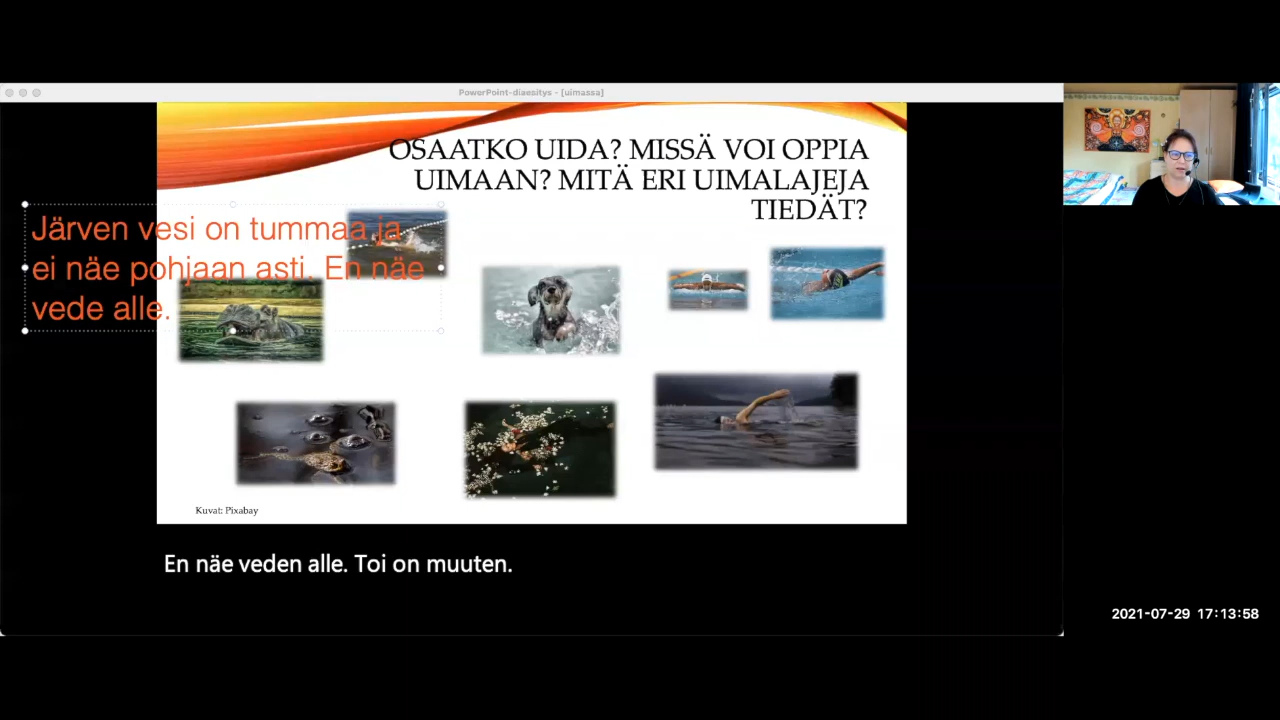 PowerPoint-diaesitys - [uimassa]
OSAATKO UIDA? MISSÄ VOI OPPIA
UIMAAN? MITÄ ERI UIMALAJEJA
TIEDÄT?
Järven vesi on tummaa ja
ei näe pohjaan asti. En näe
vede alle.
Kuvat: Pixabay
En näe veden alle. Toi on muuten.
2021-07-29 17:13:58